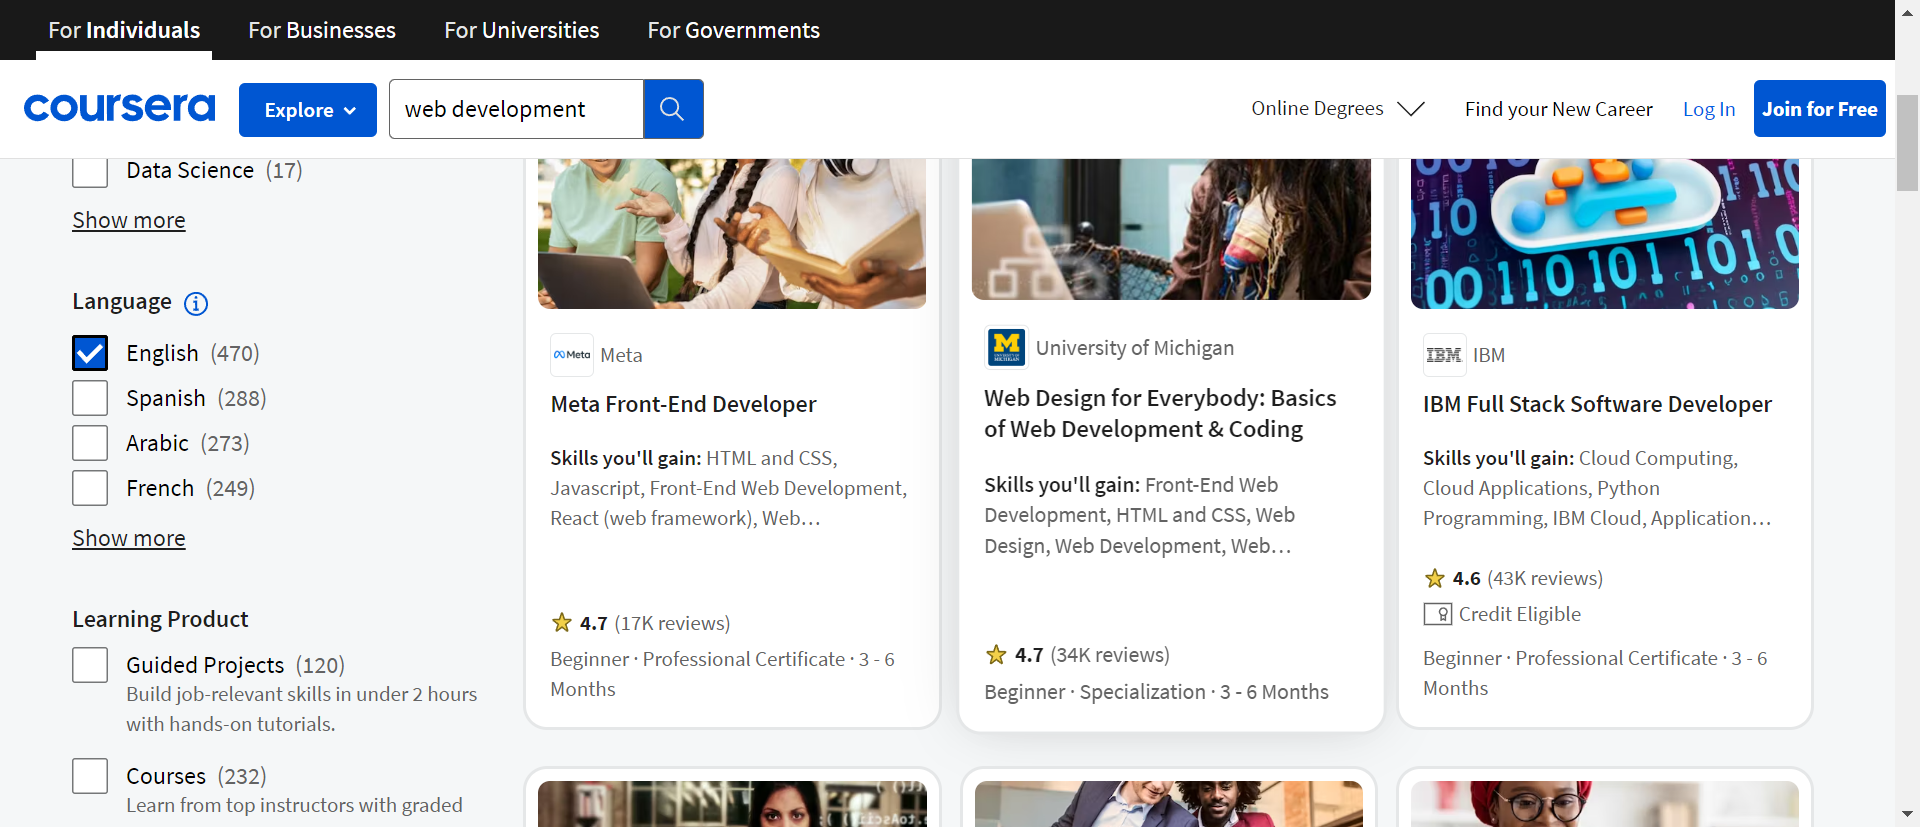 For Individuals
For Businesses
For Universities
For Governments
coursera
Explore
web development
Online Degrees
Find your New Career
Log In
Join for Free
Data Science (17)
Show more
Language
English (470)
Spanish (288)
Arabic (273)
French (249)
Show more
Learning Product
Guided Projects (120)
Build job-relevant skills in under 2 hours
with hands-on tutorials.
Courses (232)
Learn from top instructors with graded
Meta
Meta
Meta Front-End Developer
Skills you'll gain: HTML and CSS,
Javascript, Front-End Web Development,
React (web framework), Web…
4.7 (17K reviews)
Beginner · Professional Certificate · 3 - 6
Months
M
UNIVERSITY OF
MICHIGAN
University of Michigan
Web Design for Everybody: Basics
of Web Development & Coding
Skills you'll gain: Front-End Web
Development, HTML and CSS, Web
Design, Web Development, Web…
4.7 (34K reviews)
Beginner · Specialization · 3 - 6 Months
IBM
IBM
IBM Full Stack Software Developer
Skills you'll gain: Cloud Computing,
Cloud Applications, Python
Programming, IBM Cloud, Application…
4.6 (43K reviews)
Credit Eligible
Beginner · Professional Certificate · 3 - 6
Months